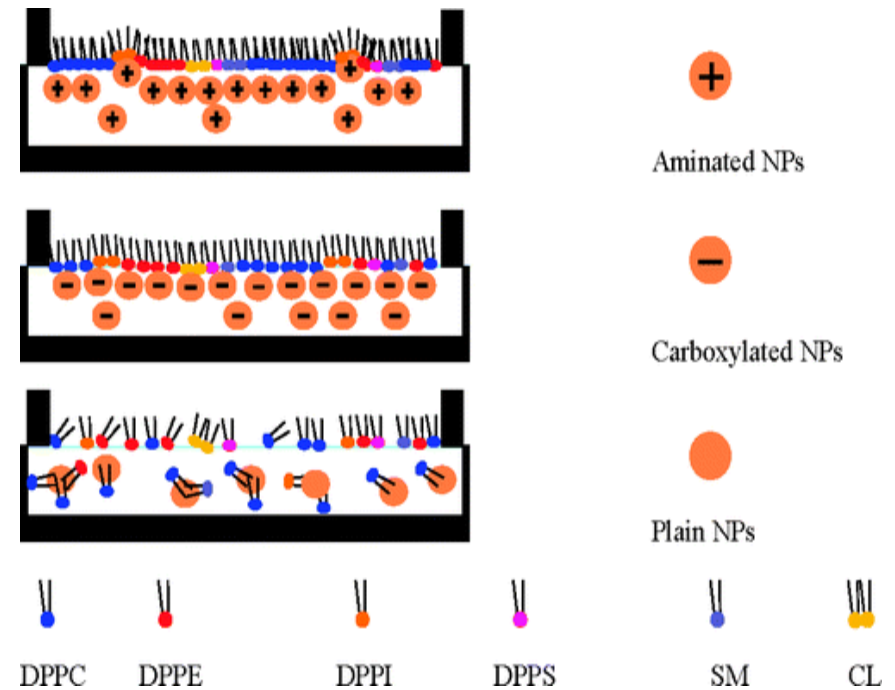 Aminated NPs
Carboxylated NPs
Plain NPs
DPPC DPPE DPPI DPPS SM CL